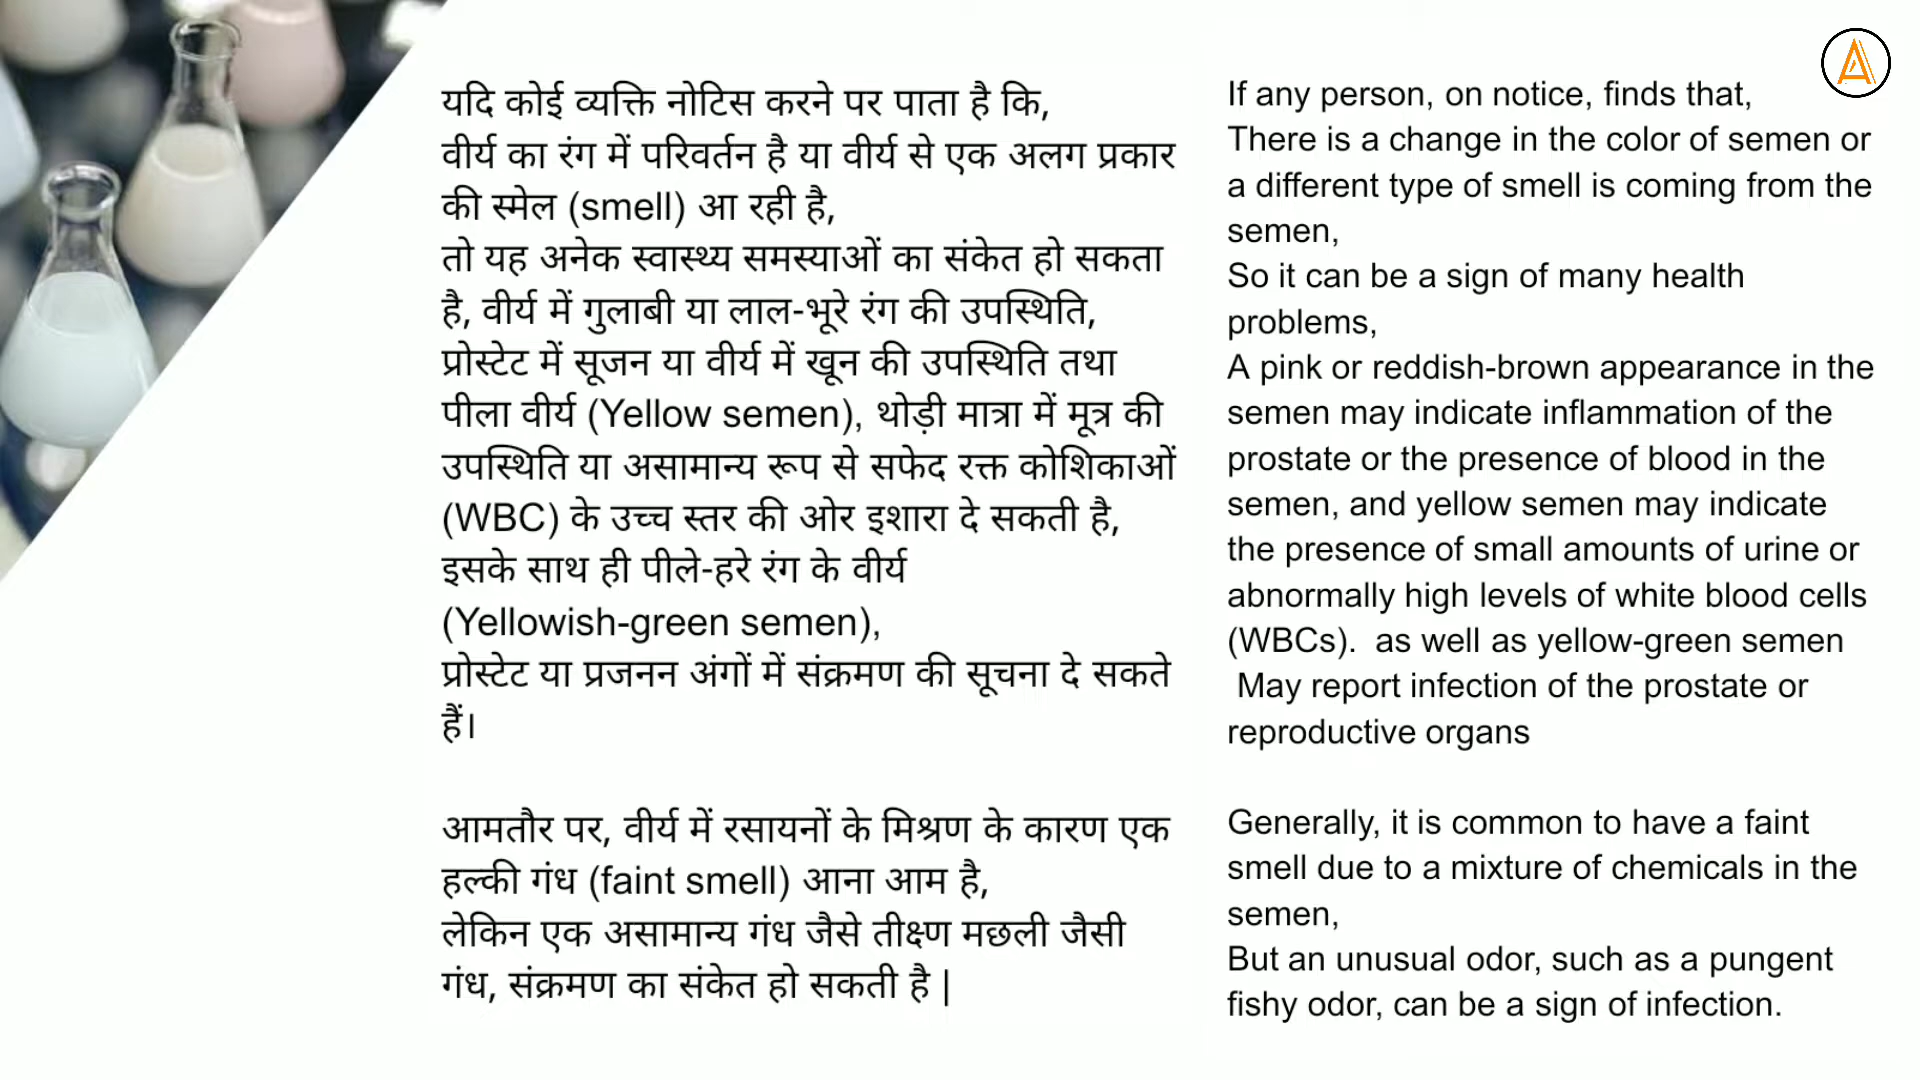 यदि कोई व्यक्ति नोटिस करने पर पाता है कि,
वीर्य का रंग में परिवर्तन है या वीर्य से एक अलग प्रकार
की स्मेल (smell) आ रही है,
तो यह अनेक स्वास्थ्य समस्याओं का संकेत हो सकता
है, वीर्य में गुलाबी या लाल-भूरे रंग की उपस्थिति,
प्रोस्टेट में सूजन या वीर्य में खून की उपस्थिति तथा
पीला वीर्य (Yellow semen), थोड़ी मात्रा में मूत्र की
उपस्थिति या असामान्य रूप से सफेद रक्त कोशिकाओं
(WBC) के उच्च स्तर की ओर इशारा दे सकती है,
इसके साथ ही पीले-हरे रंग के वीर्य
(Yellowish-green semen),
प्रोस्टेट या प्रजनन अंगों में संक्रमण की सूचना दे सकते
हैं।
आमतौर पर, वीर्य में रसायनों के मिश्रण के कारण एक
हल्की गंध (faint smell) आना आम है,
लेकिन एक असामान्य गंध जैसे तीक्ष्ण मछली जैसी
गंध, संक्रमण का संकेत हो सकती है |
If any person, on notice, finds that,
There is a change in the color of semen or
a different type of smell is coming from the
semen,
So it can be a sign of many health
problems,
A pink or reddish-brown appearance in the
semen may indicate inflammation of the
prostate or the presence of blood in the
semen, and yellow semen may indicate
the presence of small amounts of urine or
abnormally high levels of white blood cells
(WBCs).  as well as yellow-green semen
May report infection of the prostate or
reproductive organs
Generally, it is common to have a faint
smell due to a mixture of chemicals in the
semen,
But an unusual odor, such as a pungent
fishy odor, can be a sign of infection.